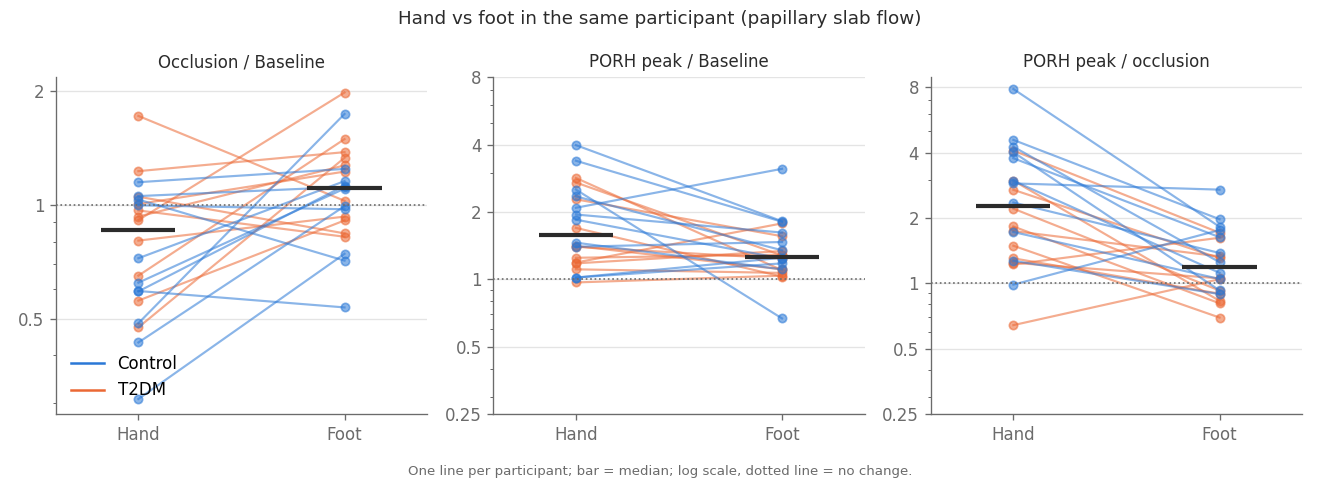 Hand vs foot in the same participant (papillary slab flow)
Occlusion / Baseline
2
1
0.5
Control
T2DM
Hand
Foot
PORH peak / Baseline
8
4
2
1
0.5
0.25
Hand
Foot
PORH peak / occlusion
8
4
2
1
0.5
0.25
Hand
Foot
One line per participant; bar = median; log scale, dotted line = no change.